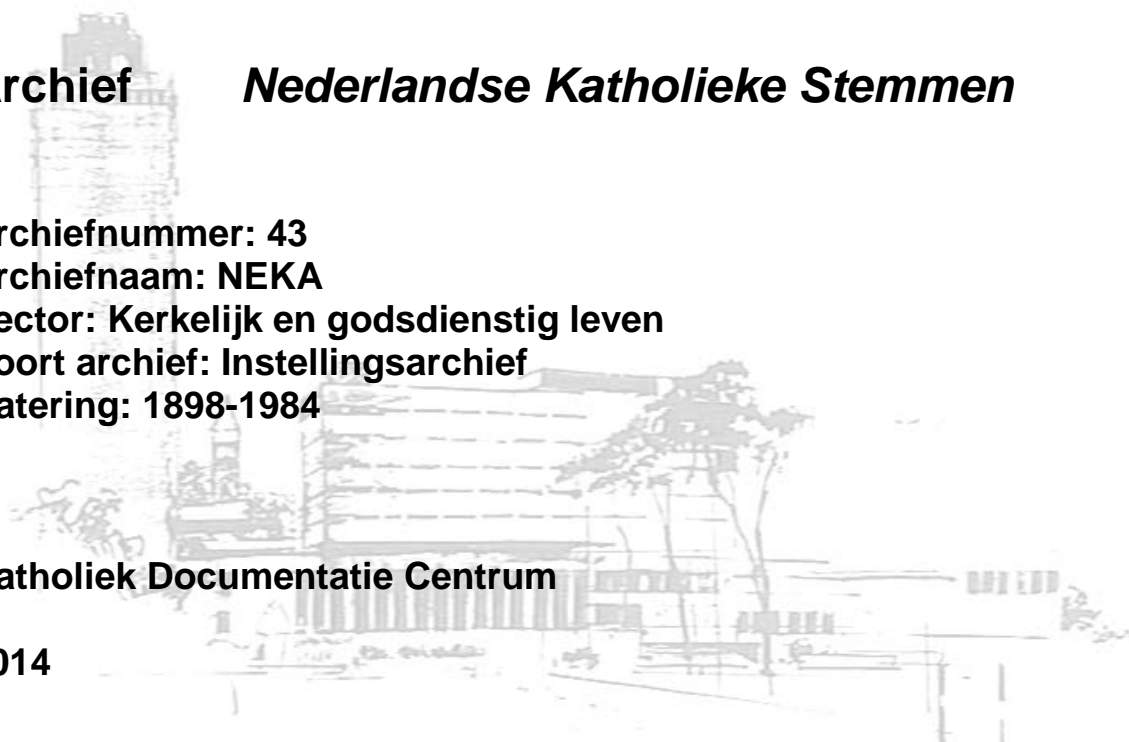 rchief Nederlandse Katholieke Stemmen
rchiefnummer: 43
rchiefnaam: NEKA
ector: Kerkelijk en godsdienstig leven
oort archief: Instellingsarchief
atering: 1898-1984
atholiek Documentatie Centrum
014